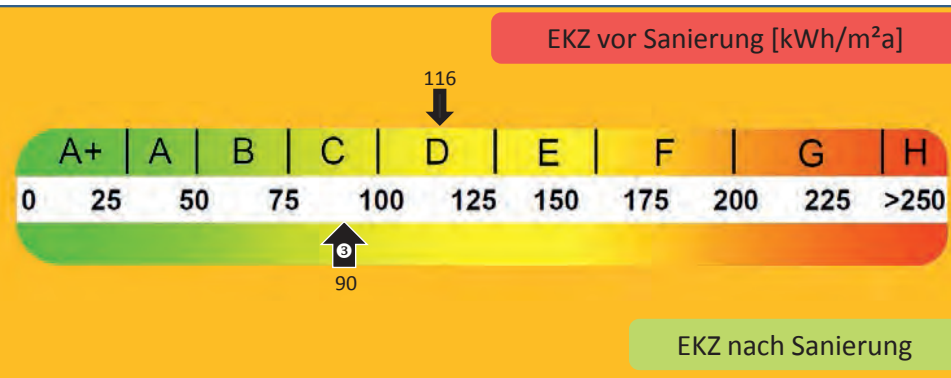 EKZ vor Sanierung [kWh/m²a]
116
A+ | A | B | C | D | E | F | G | H
0 25 50 75 100 125 150 175 200 225 >250
❸
90
EKZ nach Sanierung